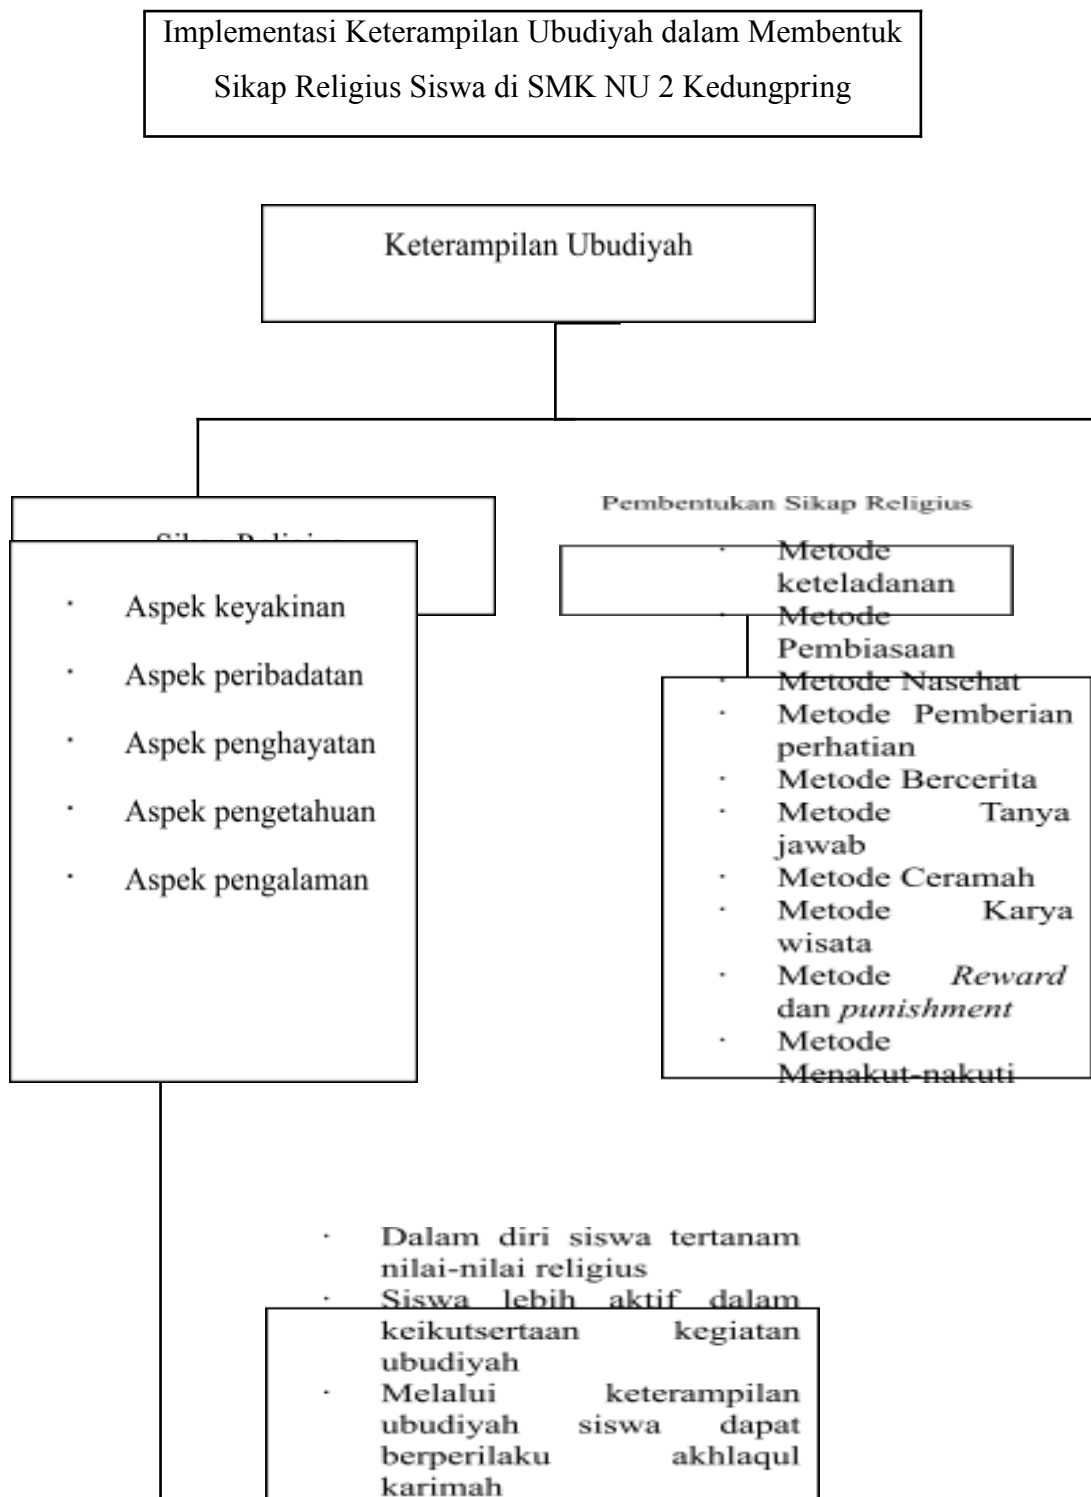 Implementasi Keterampilan Ubudiyah dalam Membentuk
Sikap Religius Siswa di SMK NU 2 Kedungpring
Keterampilan Ubudiyah
Sikap Religius
· Aspek keyakinan
· Aspek peribadatan
· Aspek penghayatan
· Aspek pengetahuan
· Aspek pengalaman
Pembentukan Sikap Religius
· Metode
keteladanan
· Metode
Pembiasaan
· Metode Nasehat
· Metode Pemberian
perhatian
· Metode Bercerita
· Metode Tanya
jawab
· Metode Ceramah
· Metode Karya
wisata
· Metode Reward
dan punishment
· Metode
Menakut-nakuti
· Dalam diri siswa tertanam
nilai-nilai religius
· Siswa lebih aktif dalam
keikutsertaan kegiatan
ubudiyah
· Melalui keterampilan
ubudiyah siswa dapat
berperilaku akhlaqul
karimah